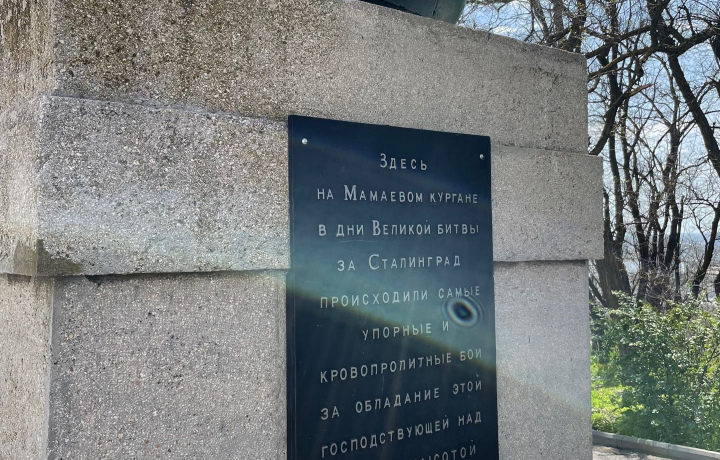 Здесь
на Мамаевом кургане
в дни Великой битвы
за Сталинград
происходили самые
упорные и
кровопролитные бои
за обладание этой
господствующей над
высотой